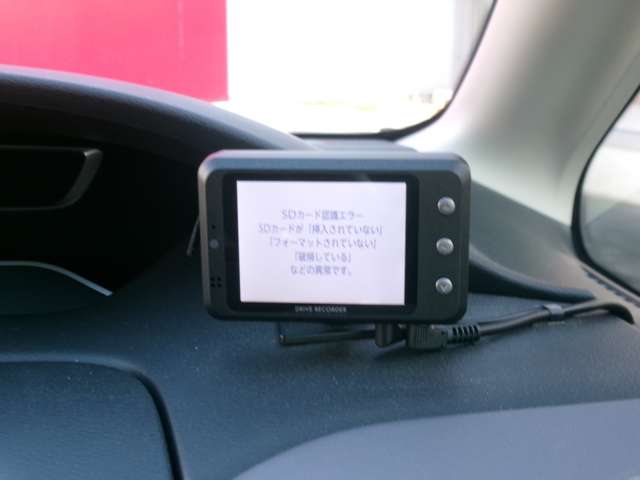 SDカード認識エラー
SDカードが「挿入されていない」
「フォーマットされていない」
「破損している」
などの異常です。
DRIVE RECORDER